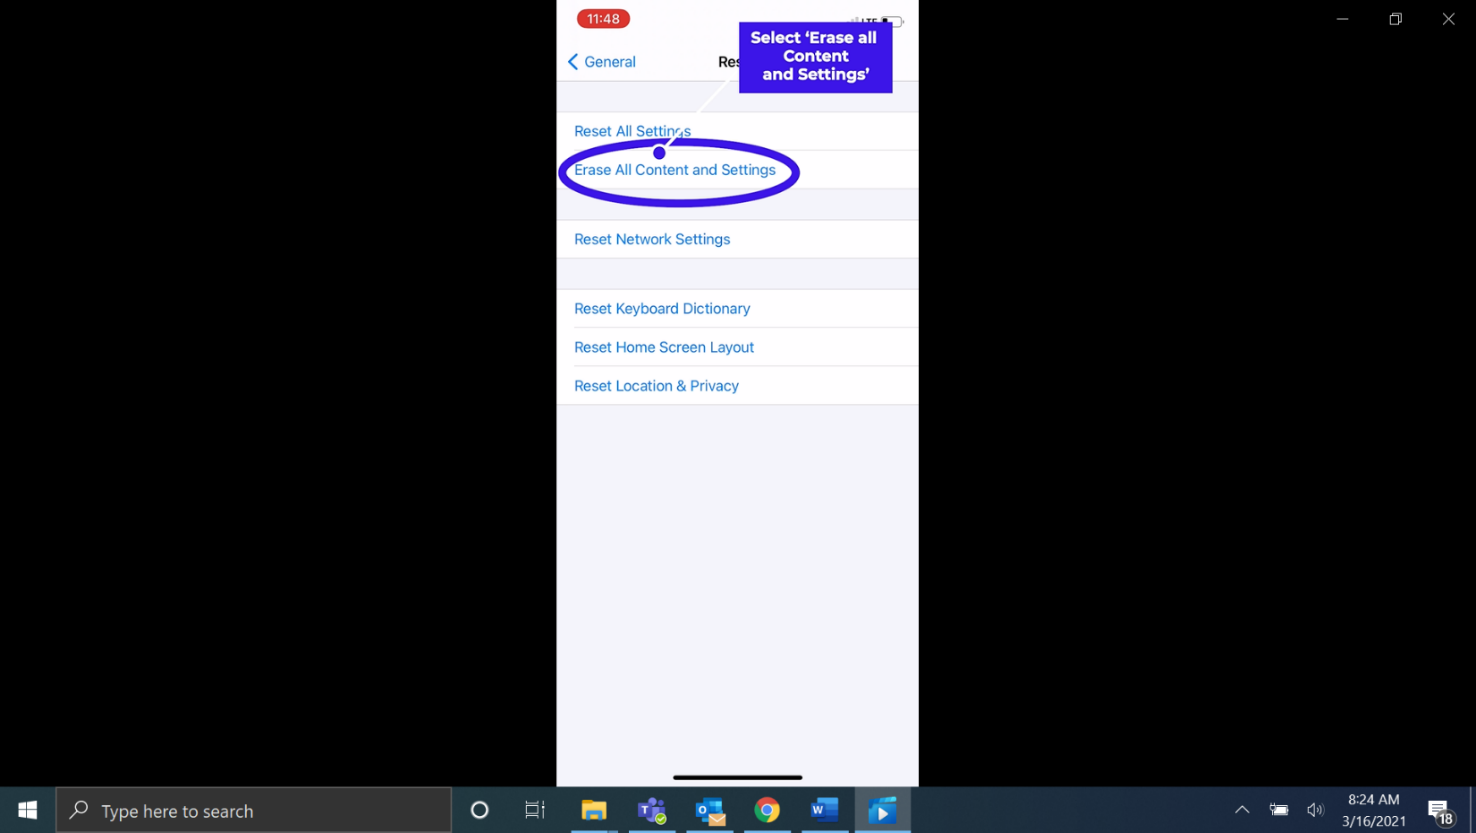 11:48
LTE
Select ‘Erase all
Content
and Settings’
General
Reset All Settings
Erase All Content and Settings
Reset Network Settings
Reset Keyboard Dictionary
Reset Home Screen Layout
Reset Location & Privacy
Type here to search
8:24 AM
3/16/2021
18